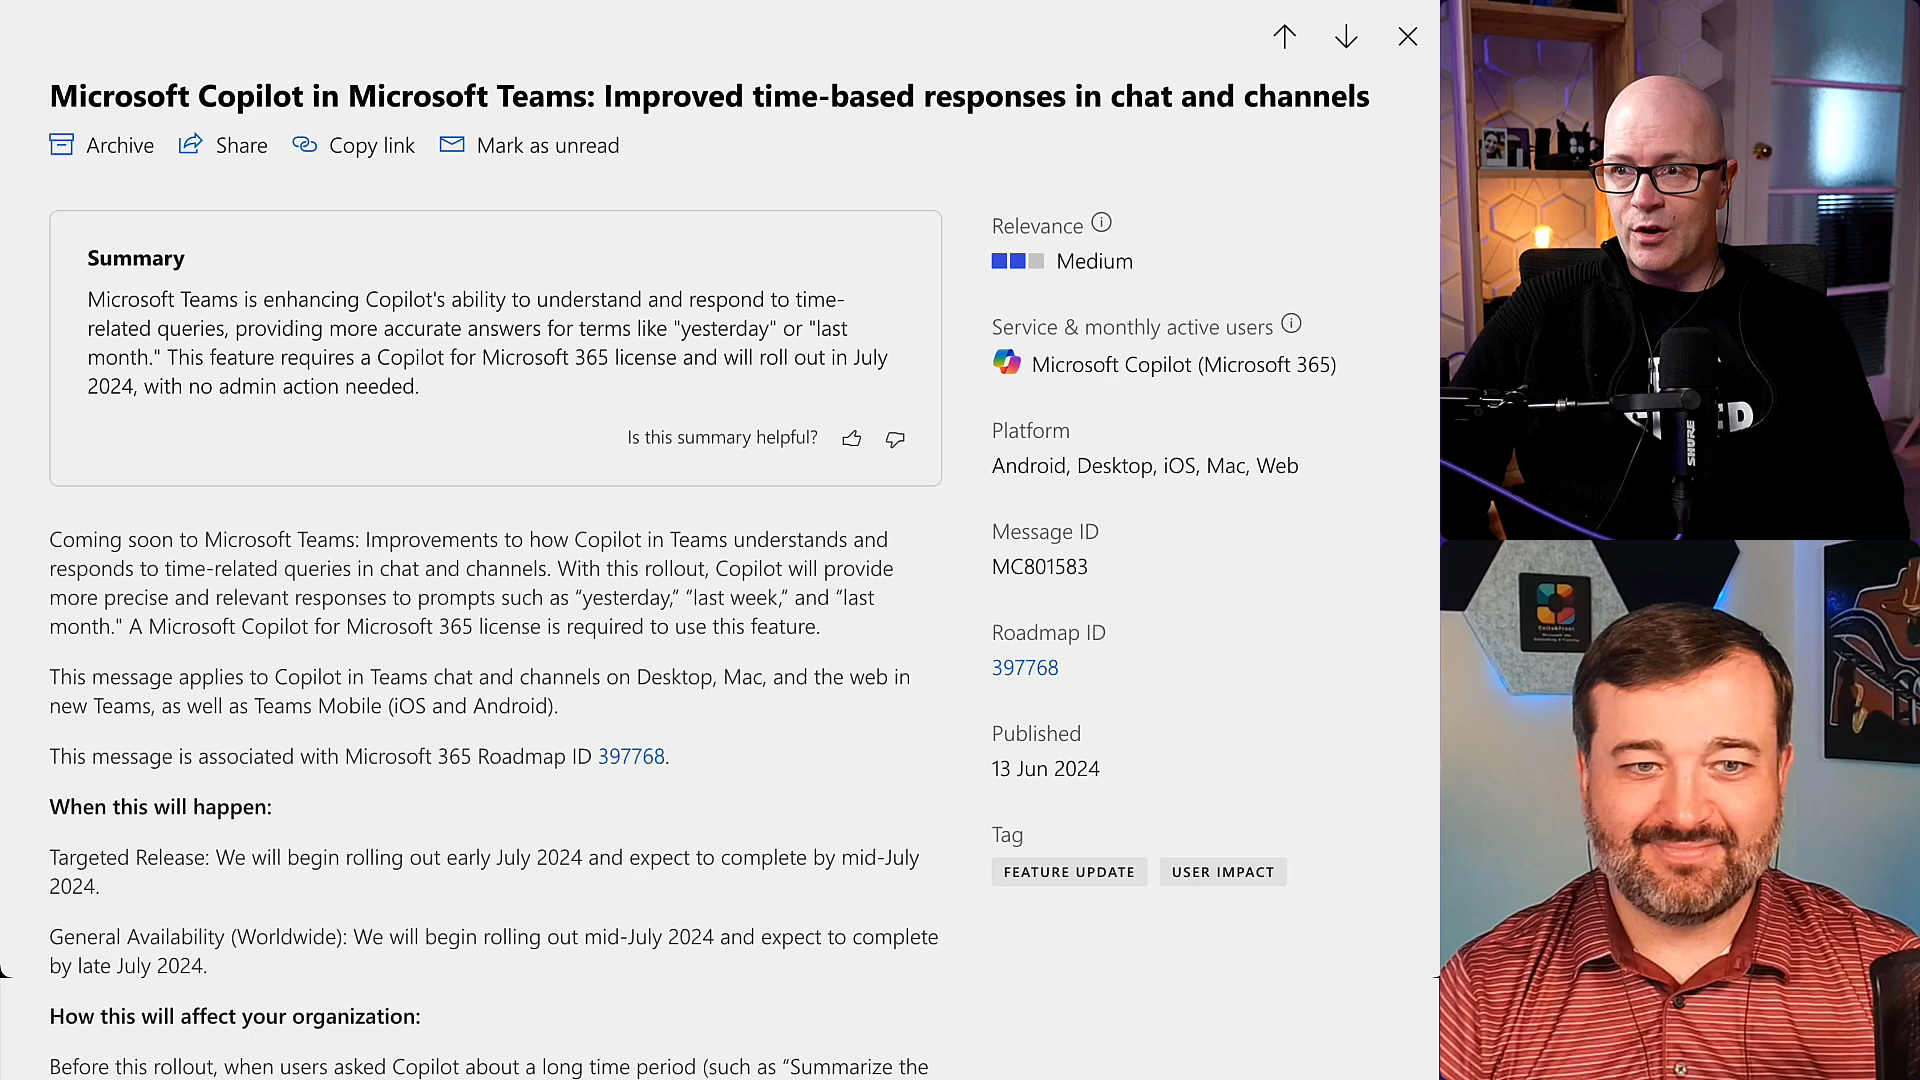 Microsoft Copilot in Microsoft Teams: Improved time-based responses in chat and channels
Archive Share Copy link Mark as unread
Summary
Microsoft Teams is enhancing Copilot's ability to understand and respond to time-
related queries, providing more accurate answers for terms like "yesterday" or "last
month." This feature requires a Copilot for Microsoft 365 license and will roll out in July
2024, with no admin action needed.
Is this summary helpful?
Coming soon to Microsoft Teams: Improvements to how Copilot in Teams understands and
responds to time-related queries in chat and channels. With this rollout, Copilot will provide
more precise and relevant responses to prompts such as “yesterday,” “last week,” and “last
month." A Microsoft Copilot for Microsoft 365 license is required to use this feature.
This message applies to Copilot in Teams chat and channels on Desktop, Mac, and the web in
new Teams, as well as Teams Mobile (iOS and Android).
This message is associated with Microsoft 365 Roadmap ID 397768.
When this will happen:
Targeted Release: We will begin rolling out early July 2024 and expect to complete by mid-July
2024.
General Availability (Worldwide): We will begin rolling out mid-July 2024 and expect to complete
by late July 2024.
How this will affect your organization:
Before this rollout, when users asked Copilot about a long time period (such as “Summarize the
Relevance
Medium
Service & monthly active users
Microsoft Copilot (Microsoft 365)
Platform
Android, Desktop, iOS, Mac, Web
Message ID
MC801583
Roadmap ID
397768
Published
13 Jun 2024
Tag
FEATURE UPDATE
USER IMPACT
SHURE